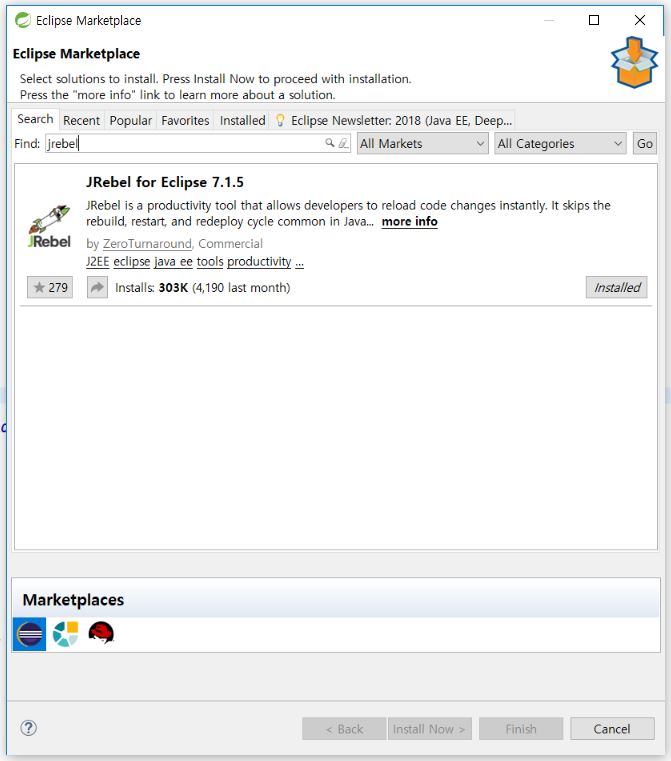 Eclipse Marketplace
Eclipse Marketplace
Select solutions to install. Press Install Now to proceed with installation.
Press the "more info" link to learn more about a solution.
Search Recent Popular Favorites Installed Eclipse Newsletter: 2018 (Java EE, Deep...
Find: jrebel All Markets All Categories Go
JRebel for Eclipse 7.1.5
JRebel is a productivity tool that allows developers to reload code changes instantly. It skips the
rebuild, restart, and redeploy cycle common in Java... more info
JRebel
by ZeroTurnaround, Commercial
J2EE eclipse java ee tools productivity ...
279 Installs: 303K (4,190 last month) Installed
Marketplaces
? < Back Install Now > Finish Cancel